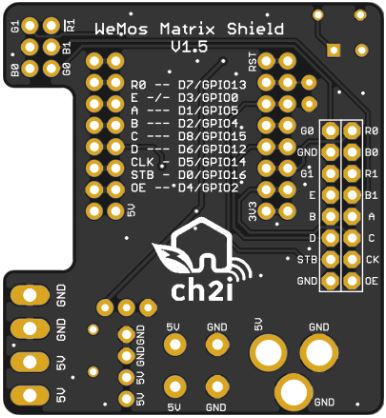 WeMos Matrix Shield
V1.5
G1
R1
B1
B0
G0
RST
R0 -- D7/GPIO13
E -/-- D3/GPIO0
A --- D1/GPIO5
B --- D2/GPIO4
C --- D8/GPIO15
D --- D6/GPIO12
CLK - D5/GPIO14
STB - D0/GPIO16
OE -- D4/GPIO2
5V
3V3
G0 R0
GND B0
G1 R1
E B1
B A
D C
STB CK
GND OE
ch2i
GND
GND
5V
5V
GND
GND
5V
5V
5V
GND
5V
GND
5V
GND
GND